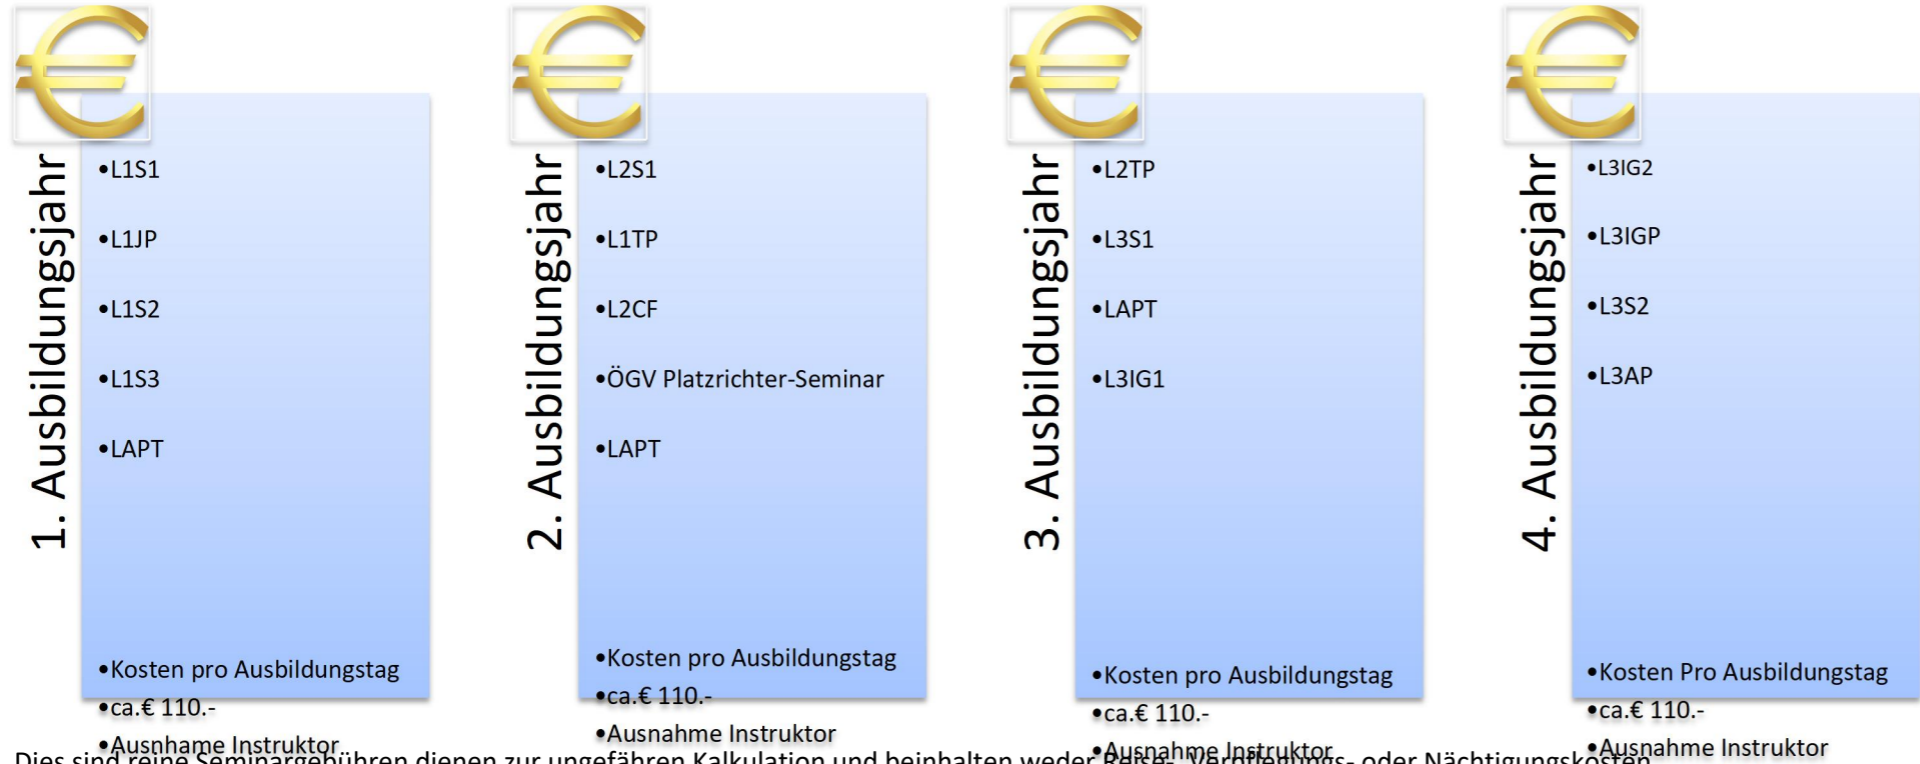 1. Ausbildungsjahr
•L1S1
•L1JP
•L1S2
•L1S3
•LAPT
•Kosten pro Ausbildungstag
•ca.€ 110.-
•Ausnhame Instruktor
2. Ausbildungsjahr
•L2S1
•L1TP
•L2CF
•ÖGV Platzrichter-Seminar
•LAPT
•Kosten pro Ausbildungstag
•ca.€ 110.-
•Ausnahme Instruktor
3. Ausbildungsjahr
•L2TP
•L3S1
•LAPT
•L3IG1
•Kosten pro Ausbildungstag
•ca.€ 110.-
•Ausnahme Instruktor
4. Ausbildungsjahr
•L3IG2
•L3IGP
•L3S2
•L3AP
•Kosten Pro Ausbildungstag
•ca.€ 110.-
•Ausnahme Instruktor
Dies sind reine Seminargebühren dienen zur ungefähren Kalkulation und beinhalten weder Reise-, Verpflegungs- oder Nächtigungskosten